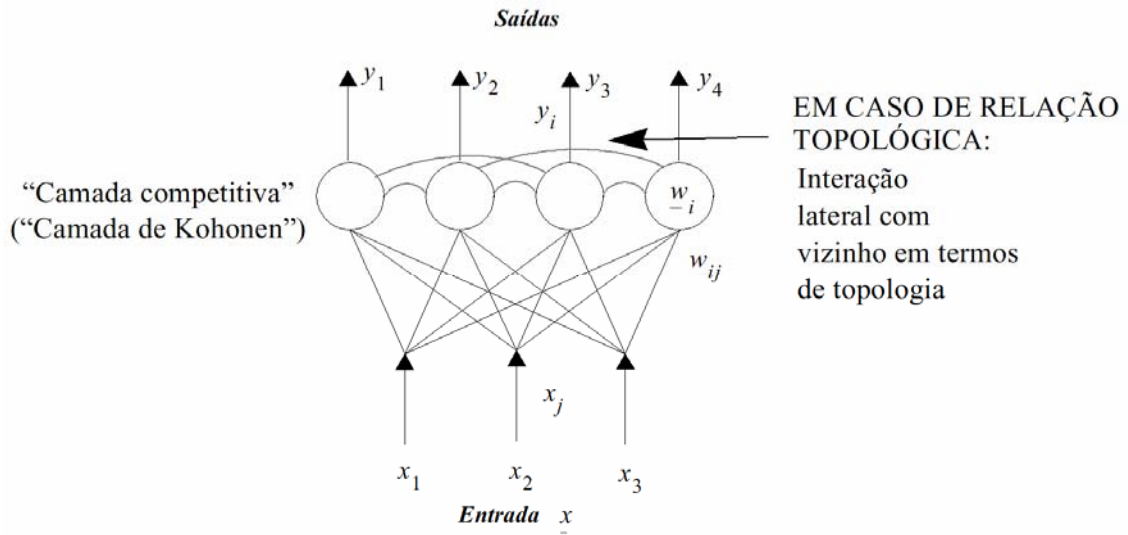 Saídas
y1 y2 y3 y4
yi
EM CASO DE RELAÇÃO
TOPOLÓGICA:
Interação
lateral com
vizinho em termos
de topologia
“Camada competitiva”
(“Camada de Kohonen”)
wi
wij
xj
x1 x2 x3
Entrada x